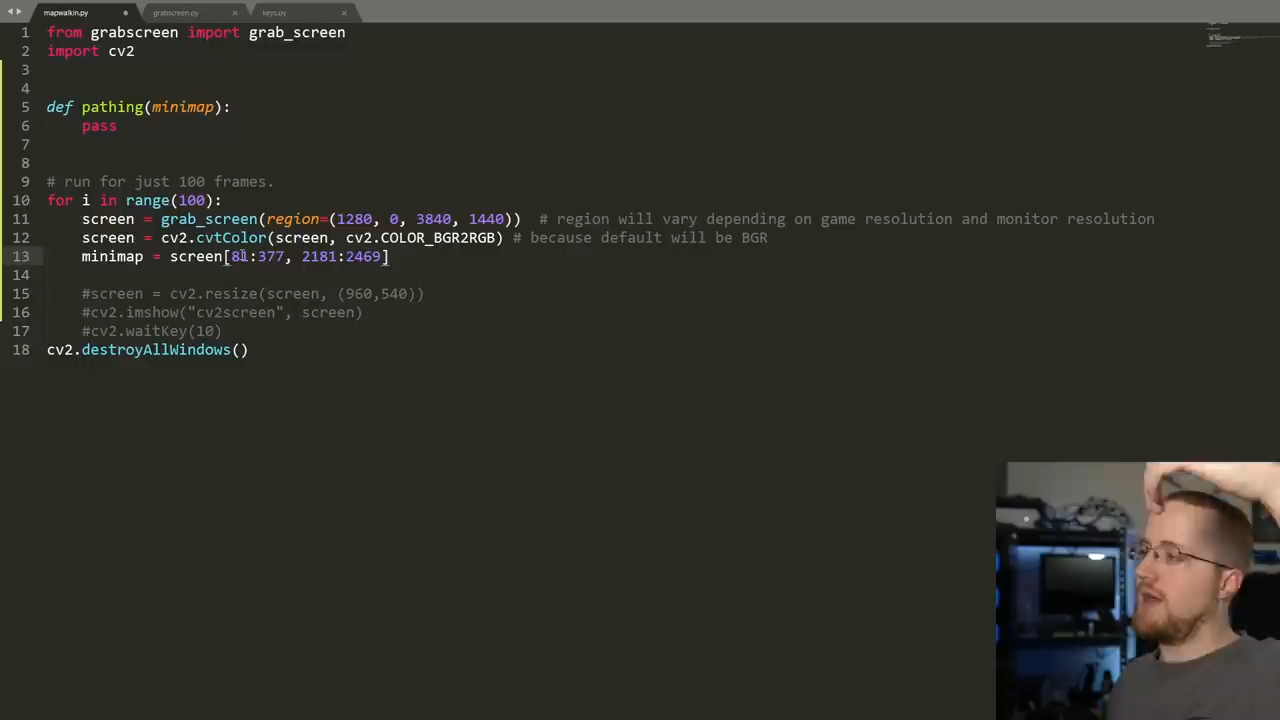 mapwalkin.py
grabscreen.py
keys.py
1 from grabscreen import grab_screen
2 import cv2
3
4
5 def pathing(minimap):
6 pass
7
8
9 # run for just 100 frames.
10 for i in range(100):
11 screen = grab_screen(region=(1280, 0, 3840, 1440)) # region will vary depending on game resolution and monitor resolution
12 screen = cv2.cvtColor(screen, cv2.COLOR_BGR2RGB) # because default will be BGR
13 minimap = screen[81:377, 2181:2469]
14
15 #screen = cv2.resize(screen, (960,540))
16 #cv2.imshow("cv2screen", screen)
17 #cv2.waitKey(10)
18 cv2.destroyAllWindows()